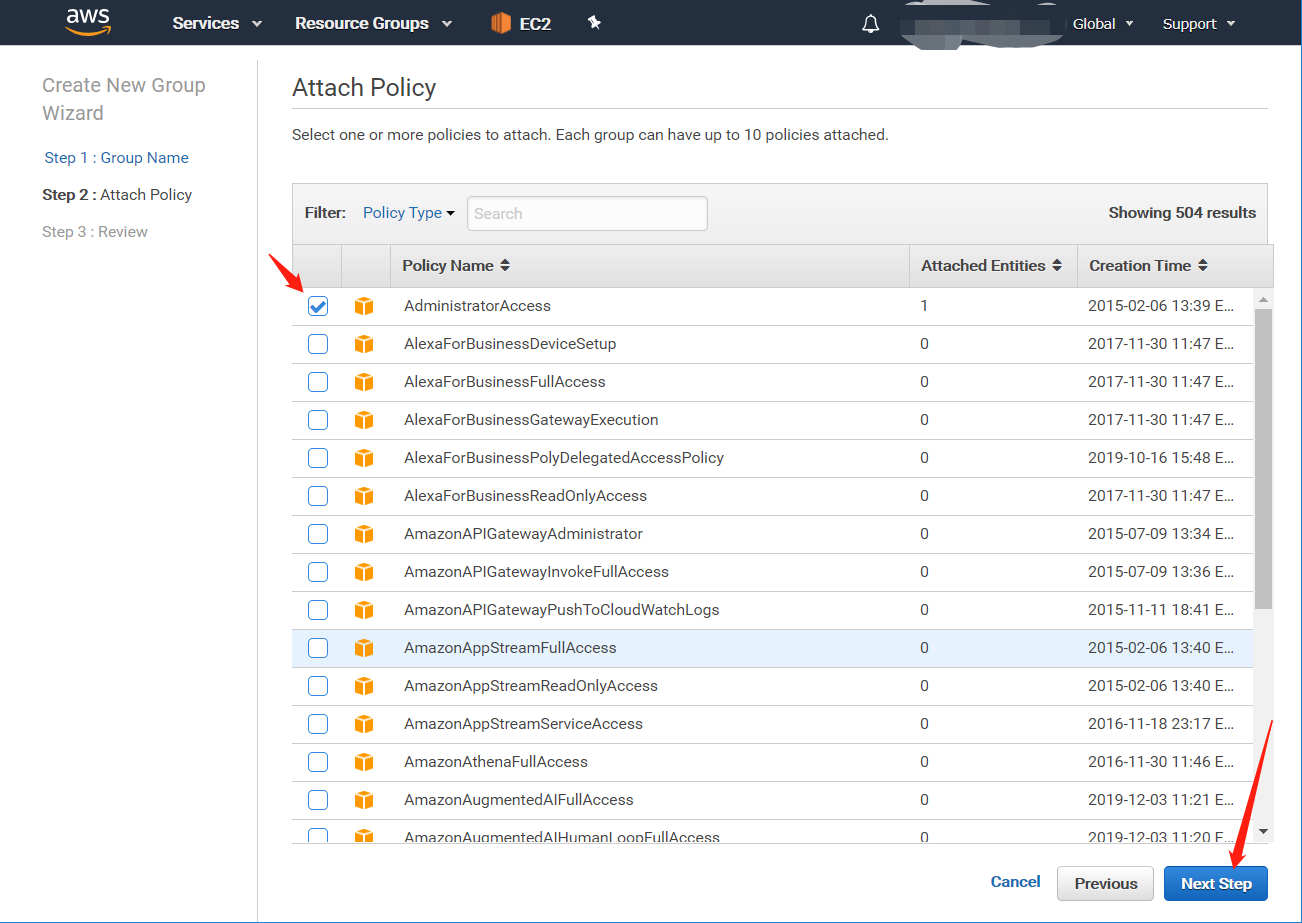 aws Services Resource Groups EC2 Global Support
Create New Group
Wizard
Step 1 : Group Name
Step 2 : Attach Policy
Step 3 : Review
Attach Policy
Select one or more policies to attach. Each group can have up to 10 policies attached.
Filter: Policy Type Search Showing 504 results
Policy Name Attached Entities Creation Time
AdministratorAccess 1 2015-02-06 13:39 E...
AlexaForBusinessDeviceSetup 0 2017-11-30 11:47 E...
AlexaForBusinessFullAccess 0 2017-11-30 11:47 E...
AlexaForBusinessGatewayExecution 0 2017-11-30 11:47 E...
AlexaForBusinessPolyDelegatedAccessPolicy 0 2019-10-16 15:48 E...
AlexaForBusinessReadOnlyAccess 0 2017-11-30 11:47 E...
AmazonAPIGatewayAdministrator 0 2015-07-09 13:34 E...
AmazonAPIGatewayInvokeFullAccess 0 2015-07-09 13:36 E...
AmazonAPIGatewayPushToCloudWatchLogs 0 2015-11-11 18:41 E...
AmazonAppStreamFullAccess 0 2015-02-06 13:40 E...
AmazonAppStreamReadOnlyAccess 0 2015-02-06 13:40 E...
AmazonAppStreamServiceAccess 0 2016-11-18 23:17 E...
AmazonAthenaFullAccess 0 2016-11-30 11:46 E...
AmazonAugmentedAIFullAccess 0 2019-12-03 11:21 E...
AmazonAugmentedAIHumanLoopFullAccess 0 2019-12-03 11:20 E...
Cancel Previous Next Step